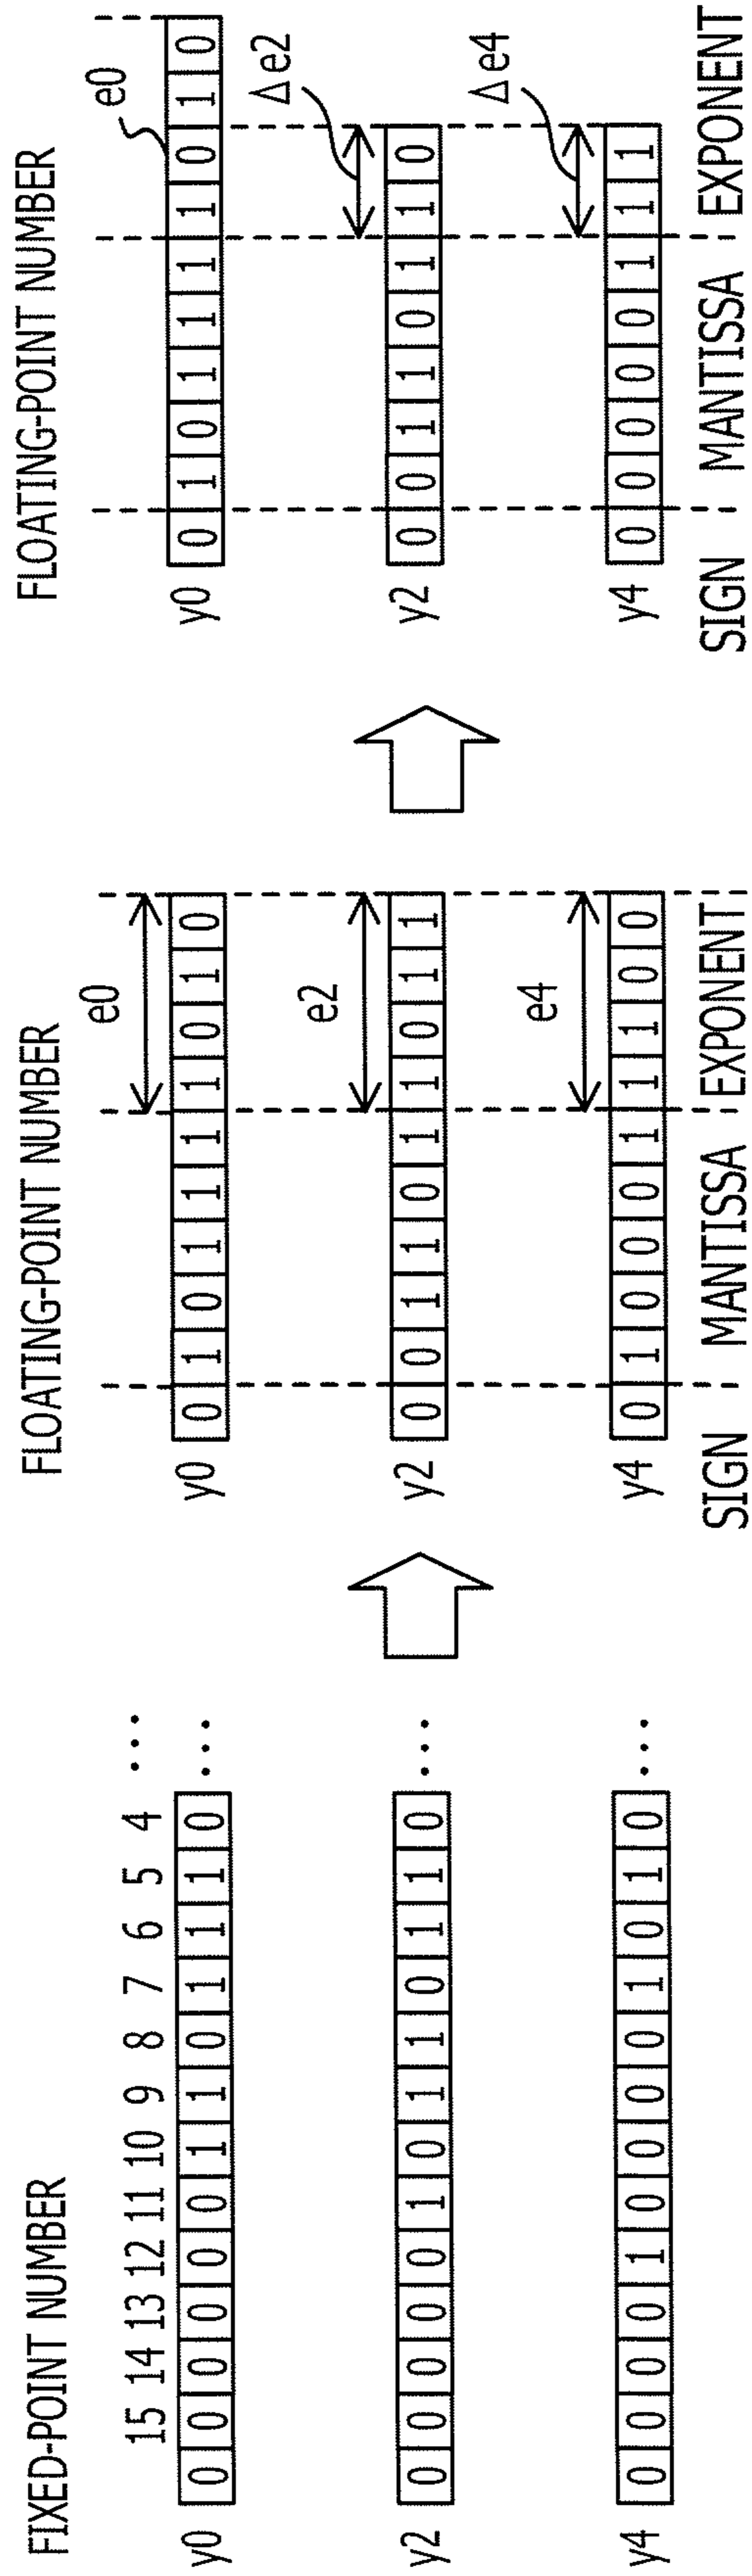 FIXED-POINT NUMBER
15 14 13 12 11 10 9 8 7 6 5 4 ...
y0 0 0 0 0 0 0 1 1 0 1 1 1 0 ...
y2 0 0 0 0 0 1 0 1 1 0 1 1 0 ...
y4 0 0 0 0 1 0 0 0 0 1 0 1 0 ...
FLOATING-POINT NUMBER
e0
y0 0 1 0 1 1 1 1 0 1 0
e2
y2 0 0 1 1 0 1 1 0 1 1
e4
y4 0 1 0 0 0 1 1 1 0 0
SIGN MANTISSA EXPONENT
FLOATING-POINT NUMBER
e0
y0 0 1 0 1 1 1 1 0 1 0
Δe2
y2 0 0 1 1 0 1 1 0
Δe4
y4 0 0 0 0 0 1 1 1
SIGN MANTISSA EXPONENT